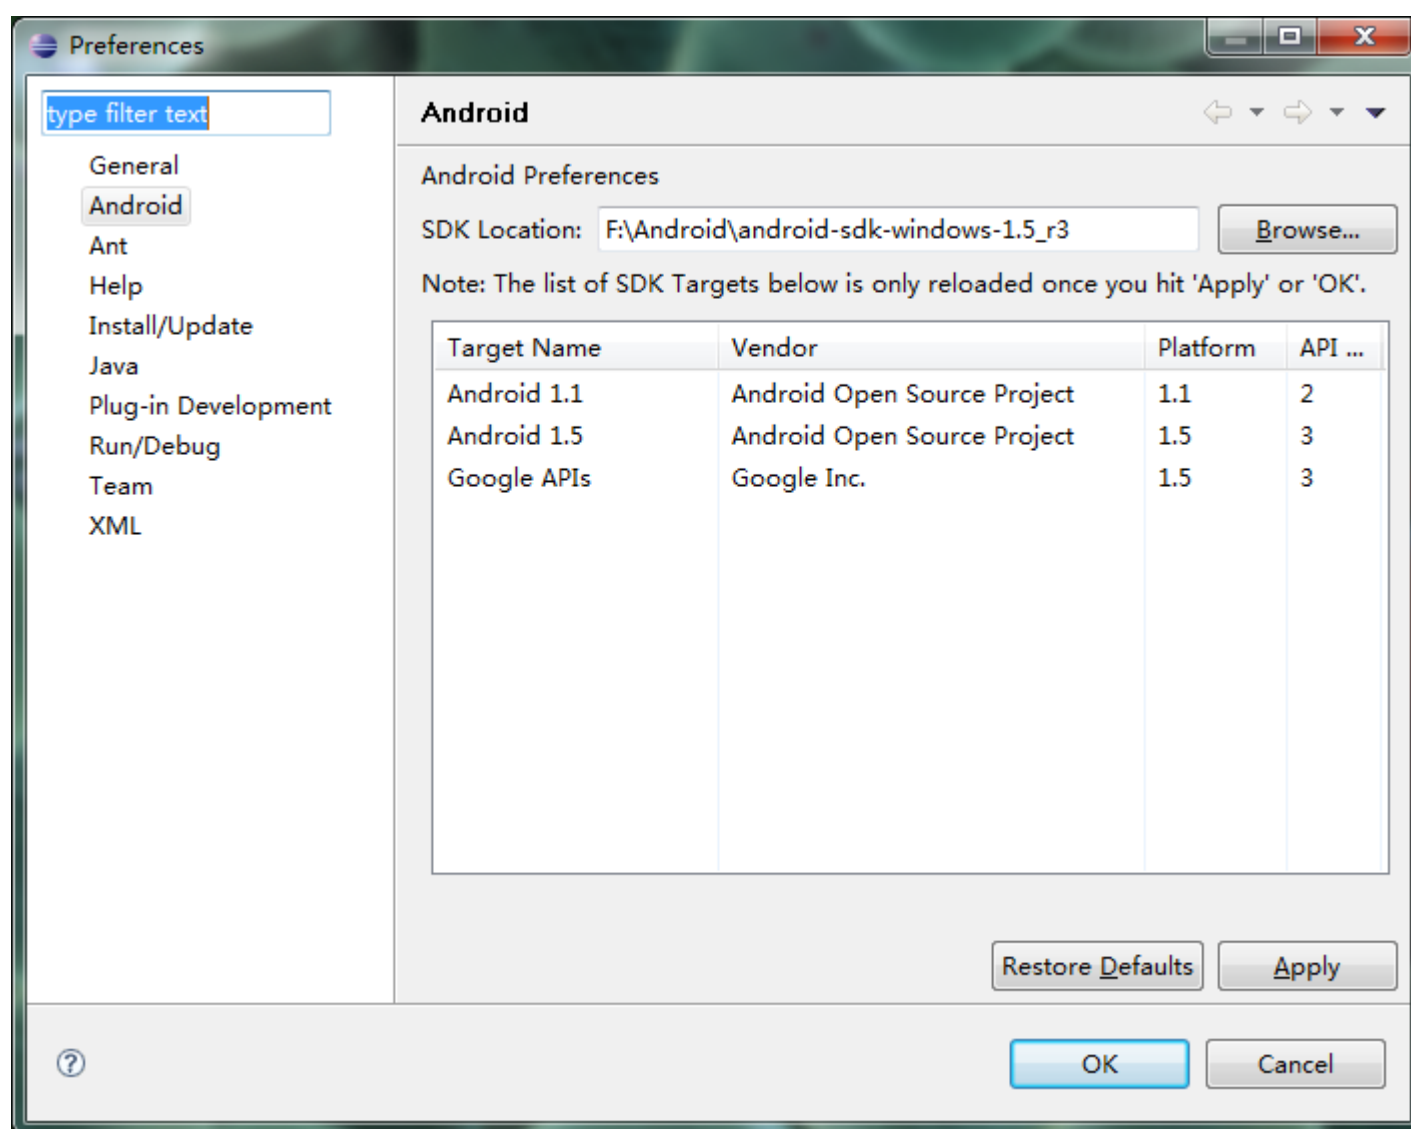 Preferences
type filter text
General
Android
Ant
Help
Install/Update
Java
Plug-in Development
Run/Debug
Team
XML
Android
Android Preferences
SDK Location: F:\Android\android-sdk-windows-1.5_r3 Browse...
Note: The list of SDK Targets below is only reloaded once you hit 'Apply' or 'OK'.
Target Name Vendor Platform API ...
Android 1.1 Android Open Source Project 1.1 2
Android 1.5 Android Open Source Project 1.5 3
Google APIs Google Inc. 1.5 3
Restore Defaults Apply
? OK Cancel